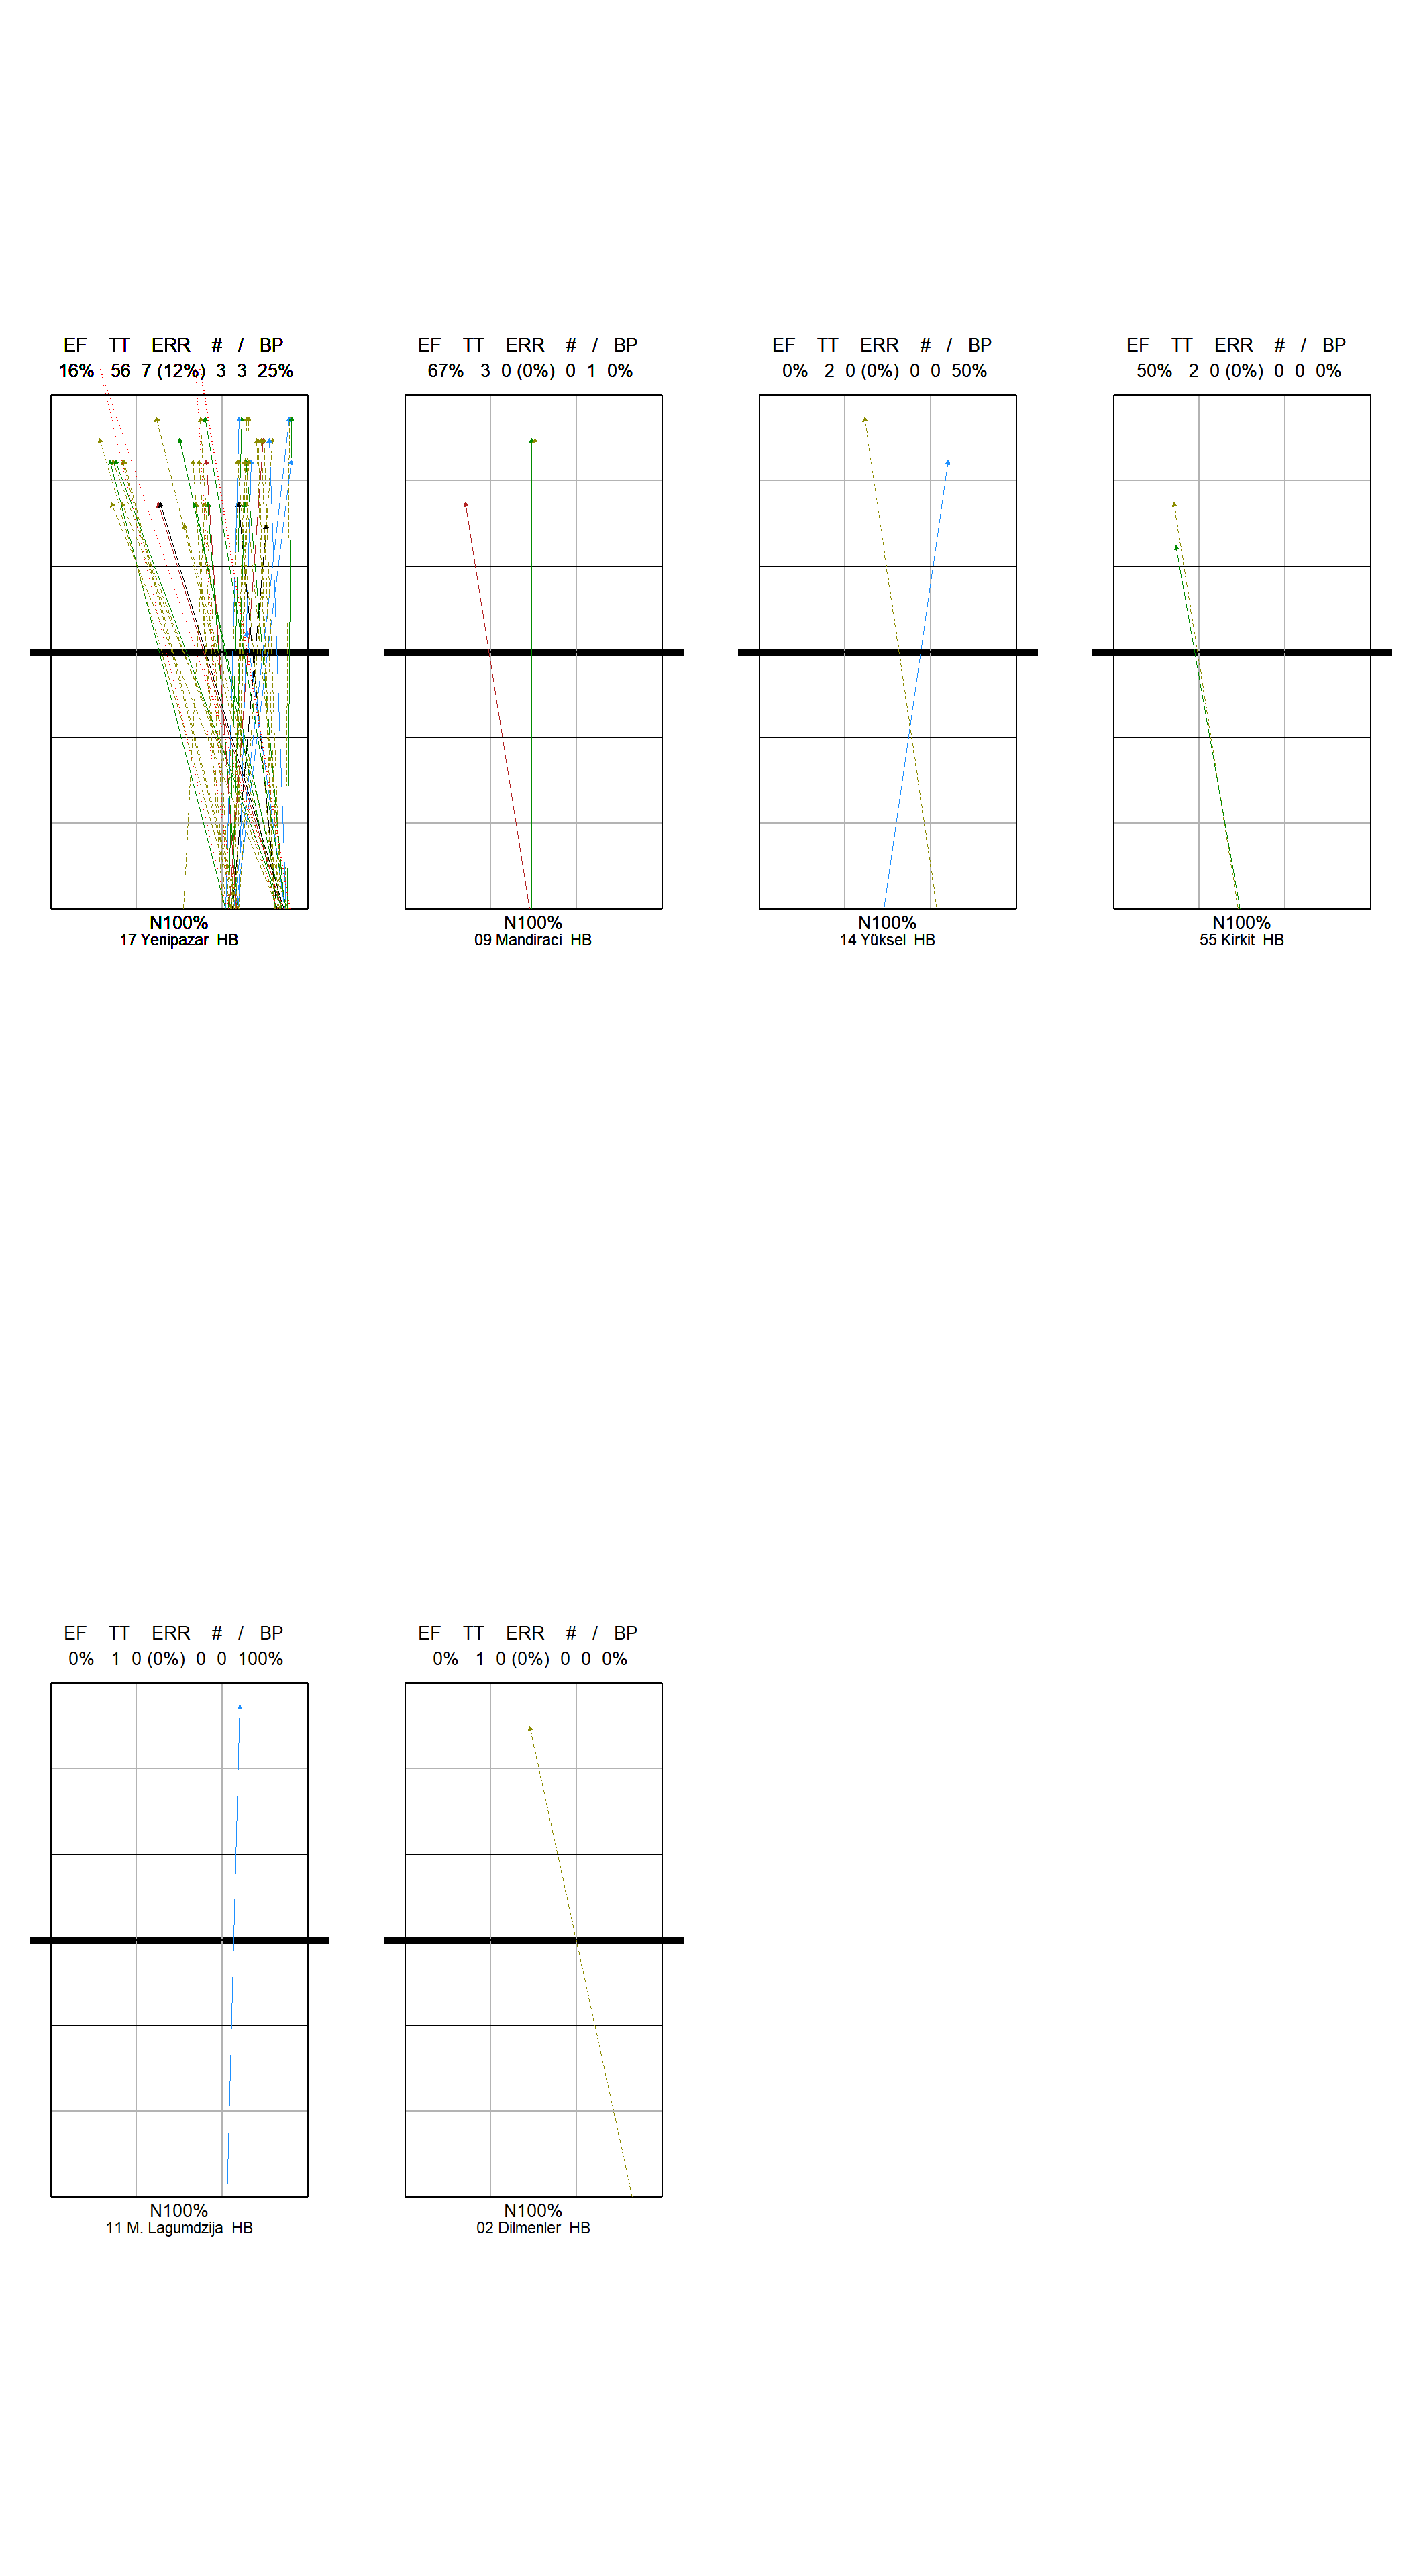 EF TT ERR # / BP
16% 56 7 (12%) 3 3 25%
N100%
17 Yenipazar HB
EF TT ERR # / BP
67% 3 0 (0%) 0 1 0%
N100%
09 Mandiraci HB
EF TT ERR # / BP
0% 2 0 (0%) 0 0 50%
N100%
14 Yüksel HB
EF TT ERR # / BP
50% 2 0 (0%) 0 0 0%
N100%
55 Kirkit HB
EF TT ERR # / BP
0% 1 0 (0%) 0 0 100%
N100%
11 M. Lagumdzija HB
EF TT ERR # / BP
0% 1 0 (0%) 0 0 0%
N100%
02 Dilmenler HB